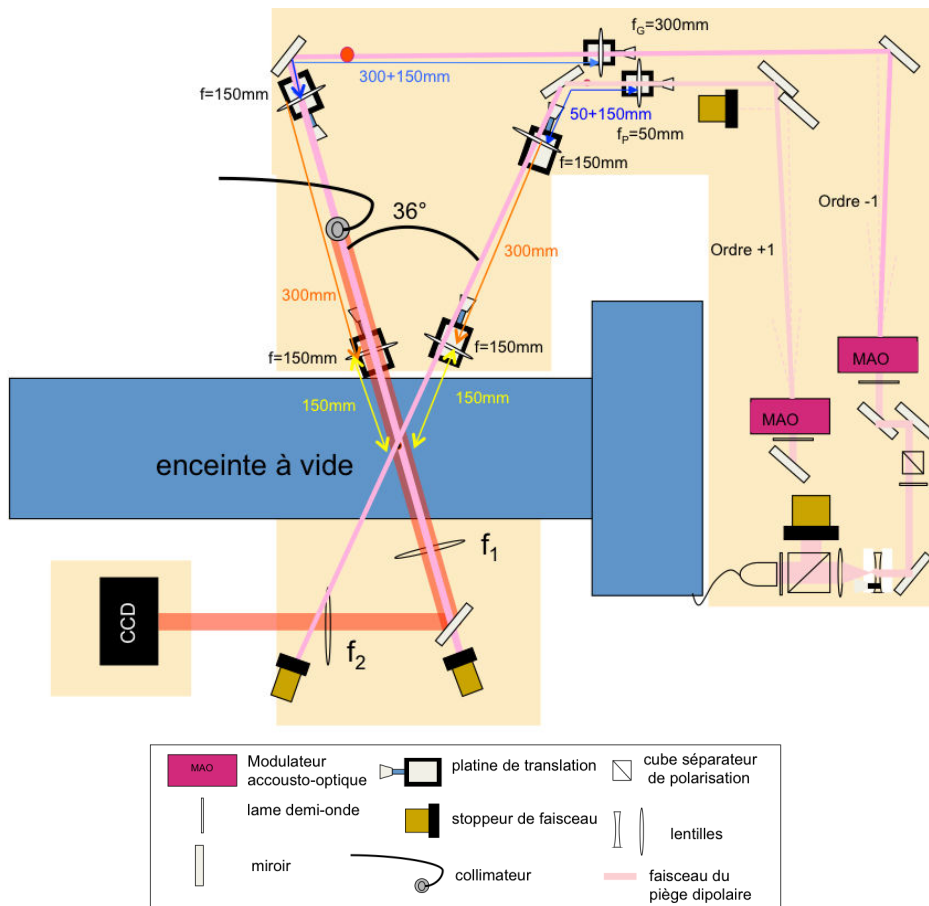 f_G=300mm
300+150mm
f=150mm
50+150mm
f_P=50mm
f=150mm
36°
Ordre -1
Ordre +1
300mm
300mm
f=150mm
f=150mm
MAO
150mm
150mm
MAO
enceinte à vide
f₁
CCD
f₂
MAO
Modulateur
accousto-optique
platine de translation
cube séparateur
de polarisation
lame demi-onde
stoppeur de faisceau
lentilles
miroir
collimateur
faisceau du
piège dipolaire